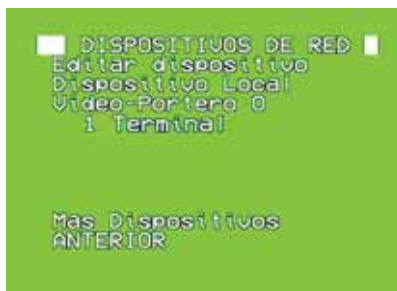 DISPOSITIVOS DE RED
Editar dispositivo
Dispositivo Local
Video-Portero 0
1 Terminal
Mas Dispositivos
ANTERIOR